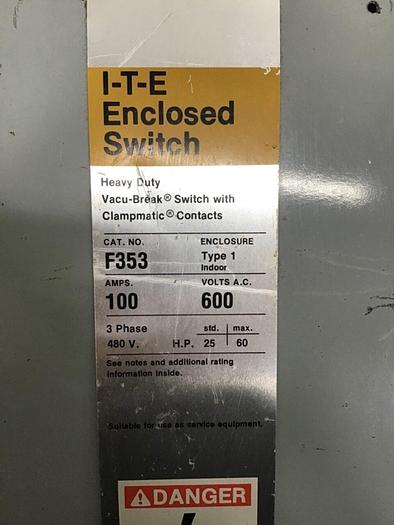 I-T-E
Enclosed
Switch
Heavy Duty
Vacu-Break® Switch with
Clampmatic® Contacts
CAT. NO. ENCLOSURE
F353 Type 1
Indoor
AMPS. VOLTS A.C.
100 600
3 Phase std. max.
480 V. H.P. 25 60
See notes and additional rating
information inside.
Suitable for use as service equipment.
DANGER